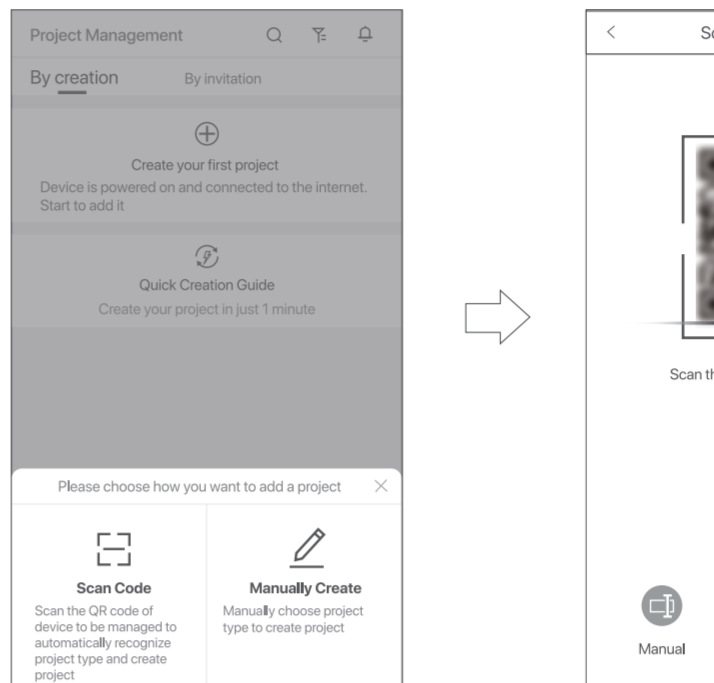 Project Management
By creation
By invitation
Create your first project
Device is powered on and connected to the internet.
Start to add it
Quick Creation Guide
Create your project in just 1 minute
Please choose how you want to add a project
Scan Code
Scan the QR code of
device to be managed to
automatically recognize
project type and create
project
Manually Create
Manually choose project
type to create project
Scan
Manual